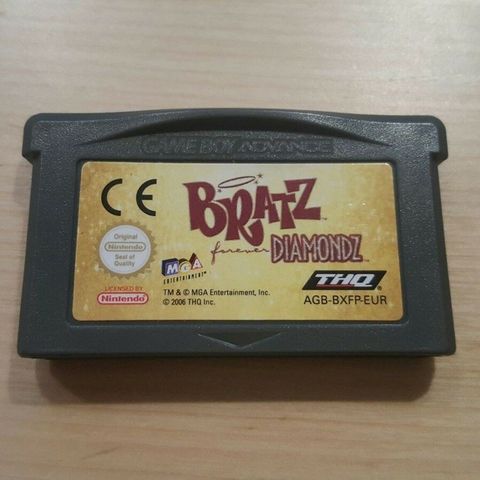 GAME BOY ADVANCE
CE
BRATZ
forever DIAMONDZ
Original
Nintendo
Seal of
Quality
MGA
ENTERTAINMENT
LICENSED BY
Nintendo
TM & © MGA Entertainment, Inc.
© 2006 THQ Inc.
THQ
AGB-BXFP-EUR